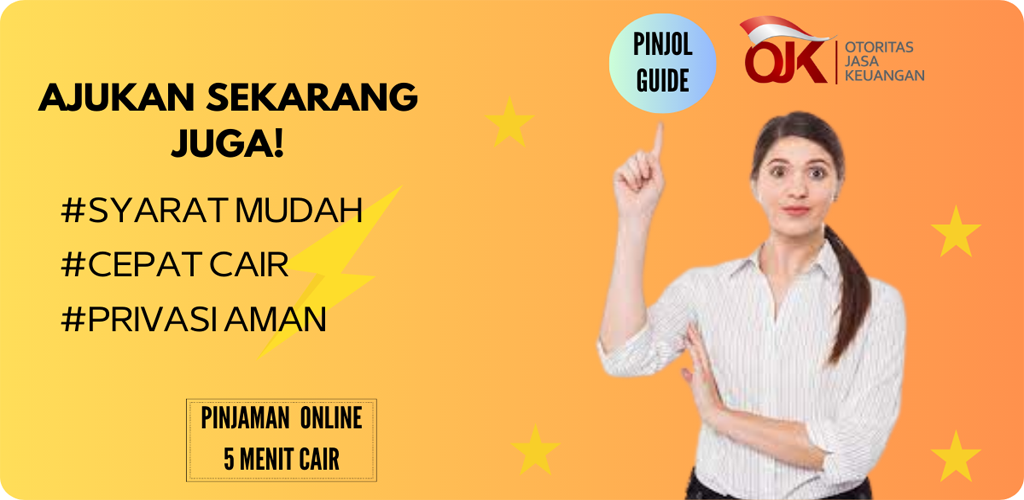 AJUKAN SEKARANG
JUGA!
#SYARAT MUDAH
#CEPAT CAIR
#PRIVASI AMAN
PINJAMAN ONLINE
5 MENIT CAIR
PINJOL
GUIDE
OJK
OTORITAS
JASA
KEUANGAN